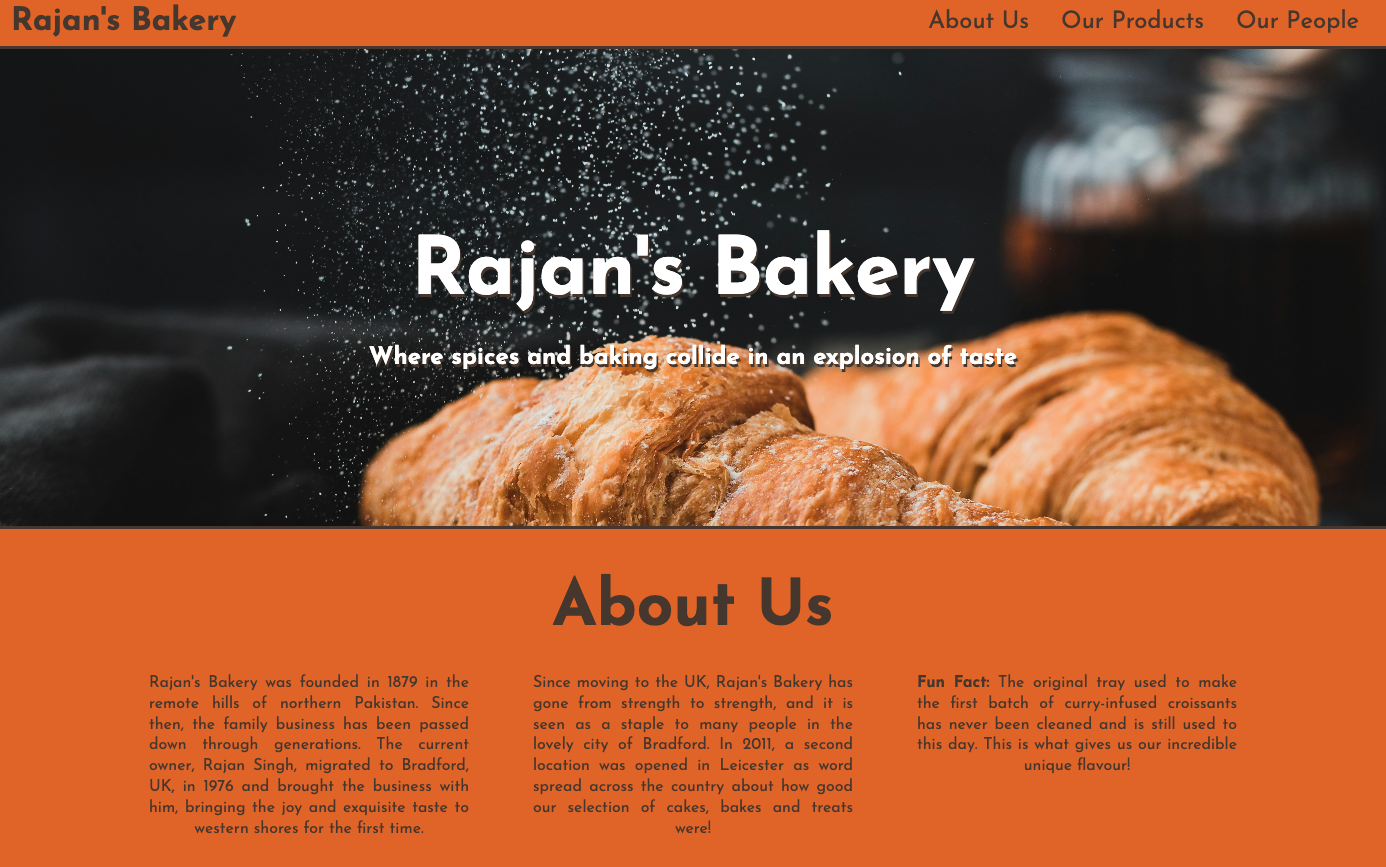 Rajan's Bakery
About Us Our Products Our People
Rajan's Bakery
Where spices and baking collide in an explosion of taste
About Us
Rajan's Bakery was founded in 1879 in the
remote hills of northern Pakistan. Since
then, the family business has been passed
down through generations. The current
owner, Rajan Singh, migrated to Bradford,
UK, in 1976 and brought the business with
him, bringing the joy and exquisite taste to
western shores for the first time.
Since moving to the UK, Rajan's Bakery has
gone from strength to strength, and it is
seen as a staple to many people in the
lovely city of Bradford. In 2011, a second
location was opened in Leicester as word
spread across the country about how good
our selection of cakes, bakes and treats
were!
Fun Fact: The original tray used to make
the first batch of curry-infused croissants
has never been cleaned and is still used to
this day. This is what gives us our incredible
unique flavour!